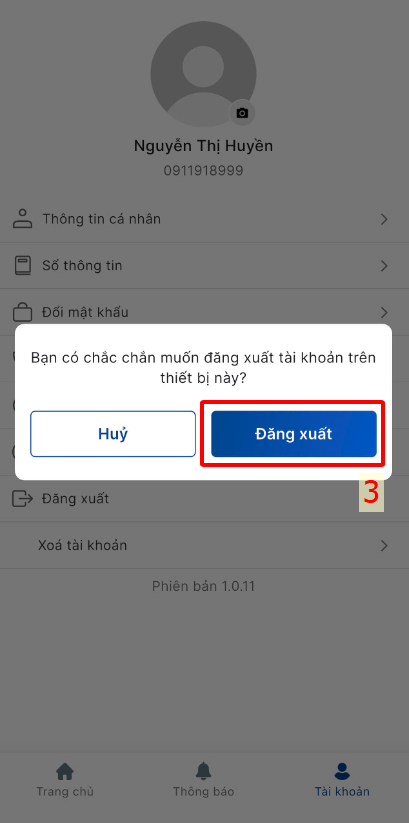 Nguyễn Thị Huyền
0911918999
Thông tin cá nhân
Sổ thông tin
Đổi mật khẩu
Bạn có chắc chắn muốn đăng xuất tài khoản trên
thiết bị này?
Huỷ
Đăng xuất
3
Đăng xuất
Xoá tài khoản
Phiên bản 1.0.11
Trang chủ
Thông báo
Tài khoản